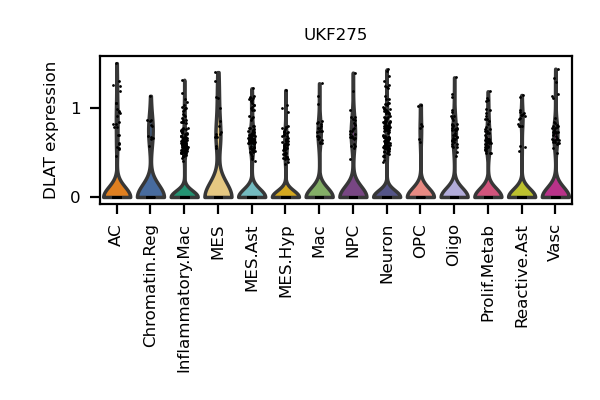 UKF275
DLAT expression
1
0
AC
Chromatin.Reg
Inflammatory.Mac
MES
MES.Ast
MES.Hyp
Mac
NPC
Neuron
OPC
Oligo
Prolif.Metab
Reactive.Ast
Vasc